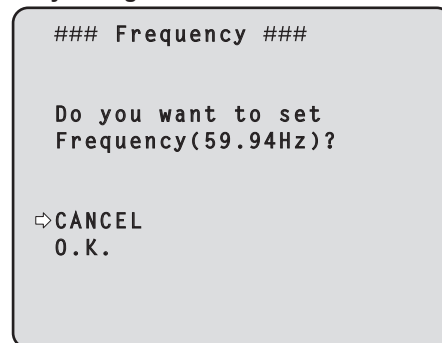 ### Frequency ###
Do you want to set
Frequency(59.94Hz)?
⇨CANCEL
O.K.